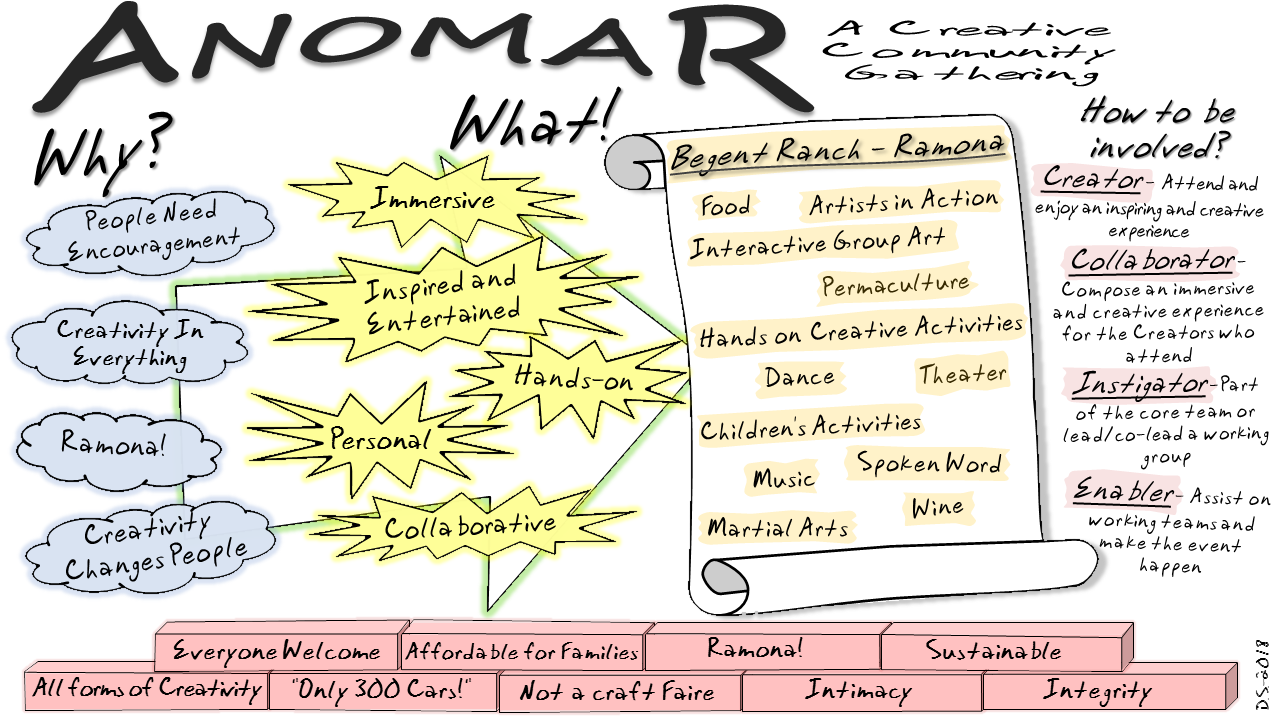 ANOMAR
A Creative
Community
Gathering
Why?
People Need
Encouragement
Creativity In
Everything
Ramona!
Creativity
Changes People
What!
Immersive
Inspired and
Entertained
Hands-on
Personal
Collaborative
Begent Ranch - Ramona
Food
Artists in Action
Interactive Group Art
Permaculture
Hands on Creative Activities
Dance
Theater
Children's Activities
Music
Spoken Word
Wine
Martial Arts
How to be
involved?
Creator- Attend and
enjoy an inspiring and creative
experience
Collaborator-
Compose an immersive
and creative experience
for the Creators who
attend
Instigator-Part
of the core team or
lead/co-lead a working
group
Enabler- Assist on
working teams and
make the event
happen
Everyone Welcome
Affordable for Families
Ramona!
Sustainable
All forms of Creativity
"Only 300 Cars!"
Not a craft Faire
Intimacy
Integrity
DS-2018